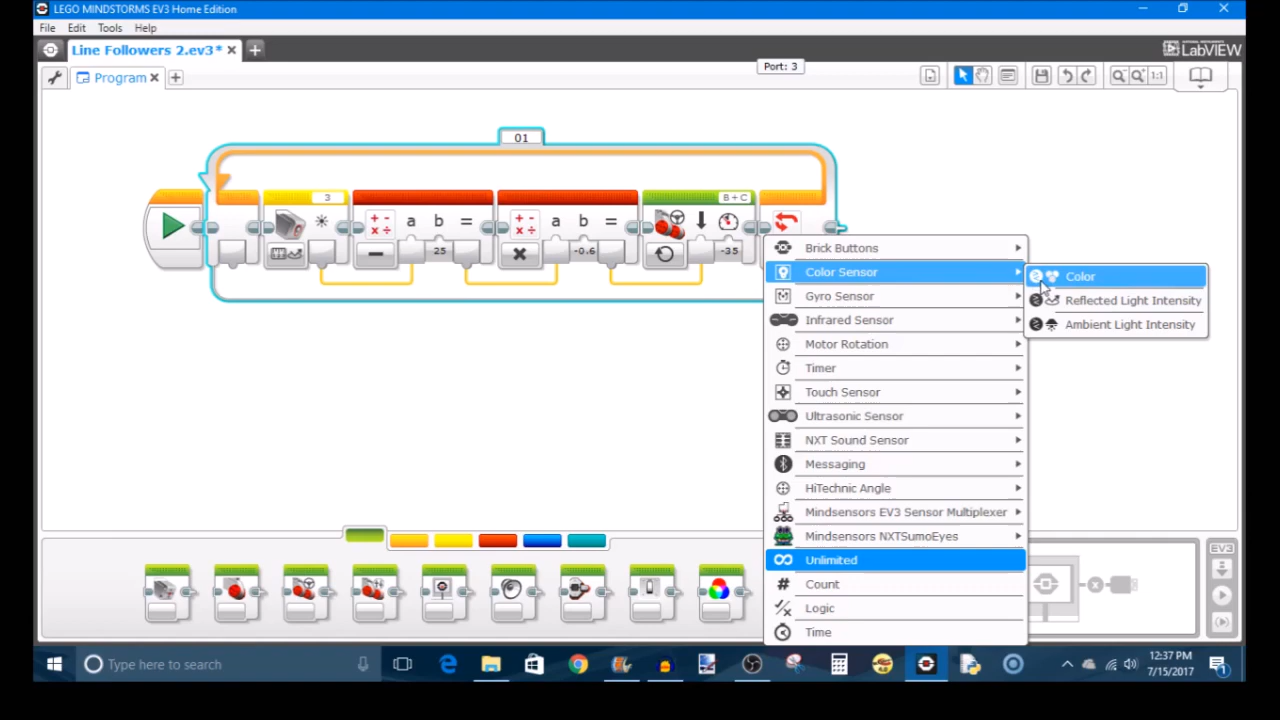 LEGO MINDSTORMS EV3 Home Edition
File Edit Tools Help
Line Followers 2.ev3*
LabVIEW
Program
Port: 3
1:1
01
3
B + C
a b =
a b =
25
-0.6
-35
Brick Buttons
Color Sensor
Gyro Sensor
Infrared Sensor
Motor Rotation
Timer
Touch Sensor
Ultrasonic Sensor
NXT Sound Sensor
Messaging
HiTechnic Angle
Mindsensors EV3 Sensor Multiplexer
Mindsensors NXTSumoEyes
Unlimited
Count
Logic
Time
Color
Reflected Light Intensity
Ambient Light Intensity
EV3
Type here to search
12:37 PM
7/15/2017
1